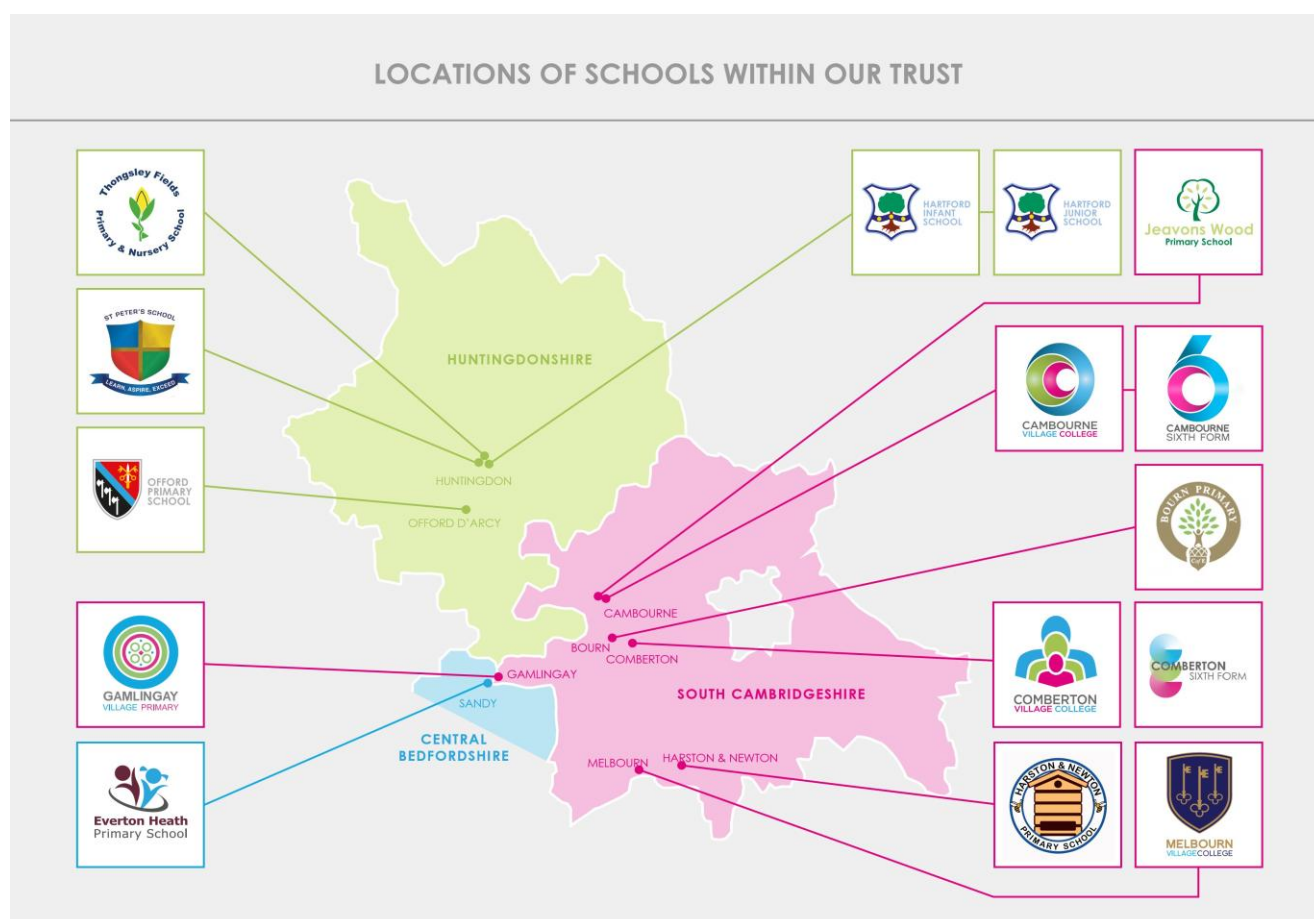 LOCATIONS OF SCHOOLS WITHIN OUR TRUST
Thongsley Fields
Primary & Nursery School
ST PETER'S SCHOOL
LEARN, ASPIRE, EXCEED
OFFORD
PRIMARY
SCHOOL
GAMLINGAY
VILLAGE PRIMARY
Everton Heath
Primary School
HUNTINGDONSHIRE
HUNTINGDON
OFFORD D'ARCY
CAMBOURNE
BOURN
COMBERTON
GAMLINGAY
SANDY
SOUTH CAMBRIDGESHIRE
CENTRAL
BEDFORDSHIRE
MELBOURN
HARSTON & NEWTON
HARTFORD
INFANT
SCHOOL
HARTFORD
JUNIOR
SCHOOL
Jeavons Wood
Primary School
CAMBOURNE
VILLAGE COLLEGE
6
CAMBOURNE
SIXTH FORM
BOURN PRIMARY
C of E
COMBERTON
VILLAGE COLLEGE
COMBERTON
SIXTH FORM
HARSTON & NEWTON
PRIMARY SCHOOL
MELBOURN
VILLAGECOLLEGE